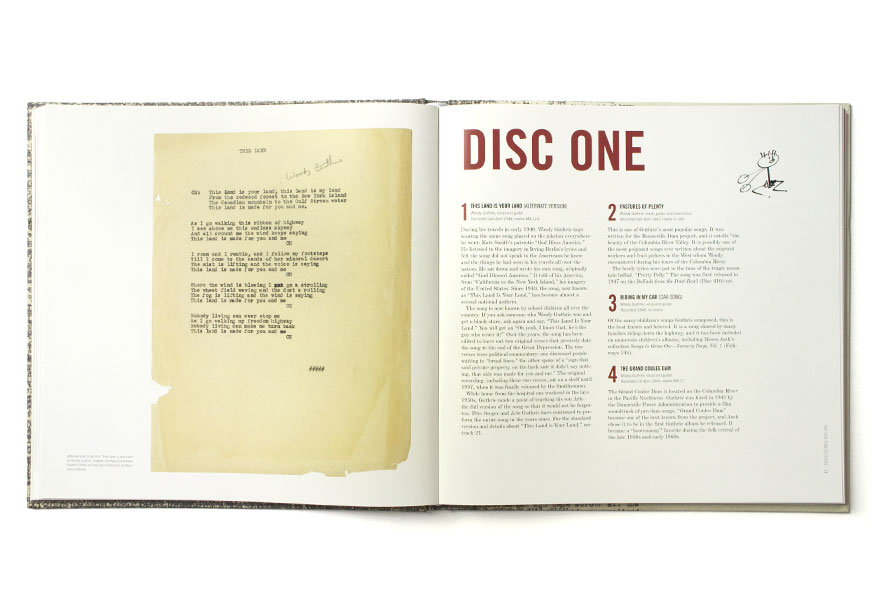 THIS LAND
Woody Guthrie
CH: This Land is your land, this land is my land
From the redwood forest to the New York island
The Canadian mountain to the Gulf Stream water
This land is made for you and me.
As I go walking this ribbon of highway
I see above me this endless skyway
And all around me the wind keeps saying
This land is made for you and me
CH
I roam and I ramble, and I follow my footsteps
Till I come to the sands of her mineral desert
The mist is lifting and the voice is saying
This land is made for you and me
CH
Where the wind is blowing I go a strolling
The wheat field waving and the dust a rolling
The fog is lifting and the wind is saying
This land is made for you and me
CH
Nobody living can ever stop me
As I go walking my freedom highway
Nobody living can make me turn back
This land is made for you and me
CH
#####
DISC ONE
1 THIS LAND IS YOUR LAND (ALTERNATE VERSION)
Woody Guthrie, vocal and guitar
During his travels in early 1940, Woody Guthrie kept
hearing the same song played on the jukebox everywhere
he went: Kate Smith's patriotic "God Bless America."
He listened to the imagery in Irving Berlin's lyrics and
felt the song did not speak to the Americans he knew
and the things he had seen in his travels all over the
nation. He sat down and wrote his own song, originally
called "God Blessed America." It told of his America,
from "California to the New York Island," his imagery
of the United States. Since 1940, the song, now known
as "This Land Is Your Land," has become almost a
second national anthem.
The song is now known by school children all over the
country. If you ask someone who Woody Guthrie was and
get a blank stare, ask again and say, "This Land Is Your
Land." You will get an "Oh yeah, I know that, he's the
guy who wrote it?" Over the years, the song has been
edited to leave out two original verses that precisely date
the song to the end of the Great Depression. The two
verses were political commentary: one discussed people
waiting in "bread lines," the other spoke of a "sign that
said private property, on the back side it didn't say noth-
ing, that side was made for you and me." The original
recording, including those two verses, sat on a shelf until
1997, when it was finally released by the Smithsonian.
While home from the hospital one weekend in the late-
1950s, Guthrie made a point of teaching his son Arlo
the full version of the song so that it would not be forgot-
ten. Pete Seeger and Arlo Guthrie have continued to per-
form the entire song in the years since. For the standard
version and details about "This Land is Your Land," see
track 21.
2 PASTURES OF PLENTY
Woody Guthrie, vocal, guitar and harmonica
This is one of Guthrie's most popular songs. It was
written for the Bonneville Dam project, and it extolls "the
beauty of the Columbia River Valley. It is possibly one of
the most poignant songs ever written about the migrant
workers and fruit pickers in the West whom Woody
encountered during his tours of the Columbia River.
The lovely lyrics were put to the tune of the tragic moun-
tain ballad, "Pretty Polly." The song was first released in
1947 on the Ballads from the Dust Bowl (Disc 610) set.
3 RIDING IN MY CAR (CAR SONG)
Woody Guthrie, vocal and guitar
Of the many children's songs Guthrie composed, this is
the best known and beloved. It is a song shared by many
families riding down the highway, and it has been included
on numerous children's albums, including Moses Asch's
collection Songs to Grow On— Nursery Days, Vol. 1 (Folk-
ways 105).
4 THE GRAND COULEE DAM
Woody Guthrie, vocal and guitar
The Grand Coulee Dam is located on the Columbia River
in the Pacific Northwest. Guthrie was hired in 1941 by
the Bonneville Power Administration to provide a film
soundtrack of pro-dam songs. "Grand Coulee Dam"
became one of the best known from the project, and Asch
chose it to be in the first Guthrie album he released. It
became a "hootenanny" favorite during the folk revival of
the late 1950s and early 1960s.